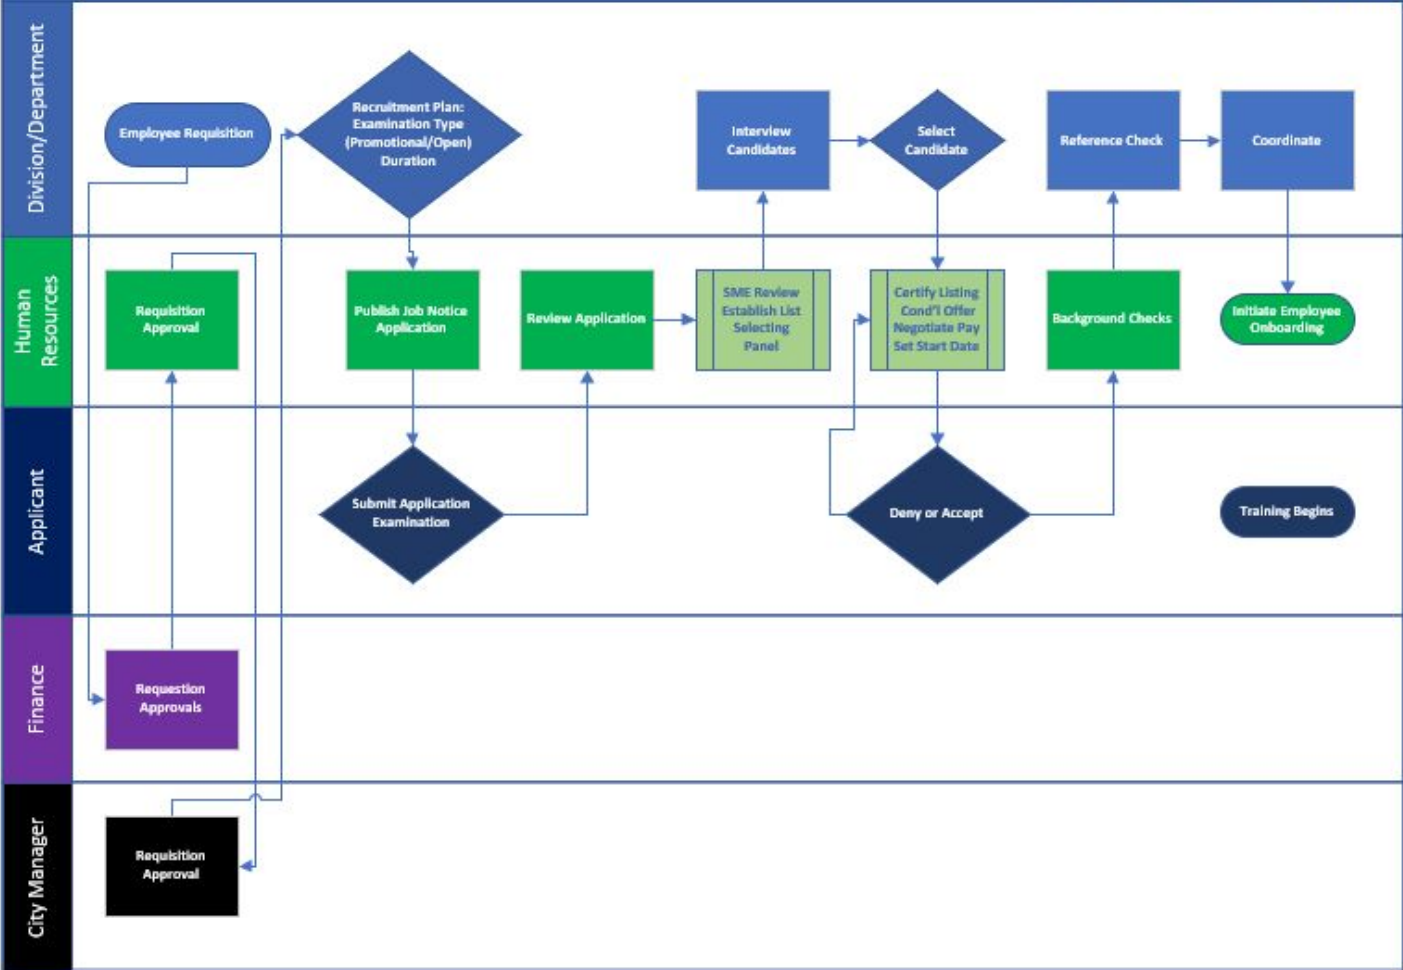 Division/Department
Employee Requisition
Recruitment Plan:
Examination Type
(Promotional/Open)
Duration
Interview
Candidates
Select
Candidate
Reference Check
Coordinate
Human
Resources
Requisition
Approval
Publish Job Notice
Application
Review Application
SME Review
Establish List
Selecting
Panel
Certify Listing
Cond'l Offer
Negotiate Pay
Set Start Date
Background Checks
Initiate Employee
Onboarding
Applicant
Submit Application
Examination
Deny or Accept
Training Begins
Finance
Requestion
Approvals
City Manager
Requisition
Approval